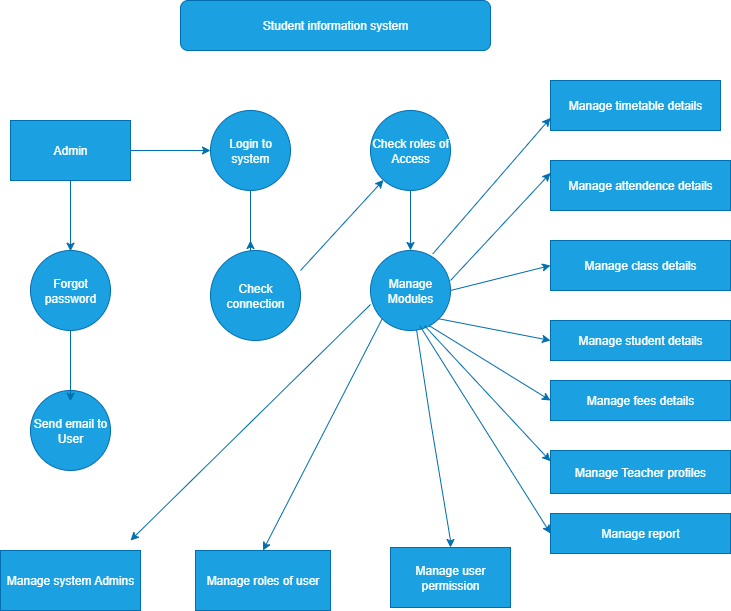 Student information system
Admin
Login to
system
Check roles of
Access
Manage timetable details
Manage attendence details
Manage class details
Forgot
password
Check
connection
Manage
Modules
Manage student details
Manage fees details
Send email to
User
Manage Teacher profiles
Manage report
Manage system Admins
Manage roles of user
Manage user
permission